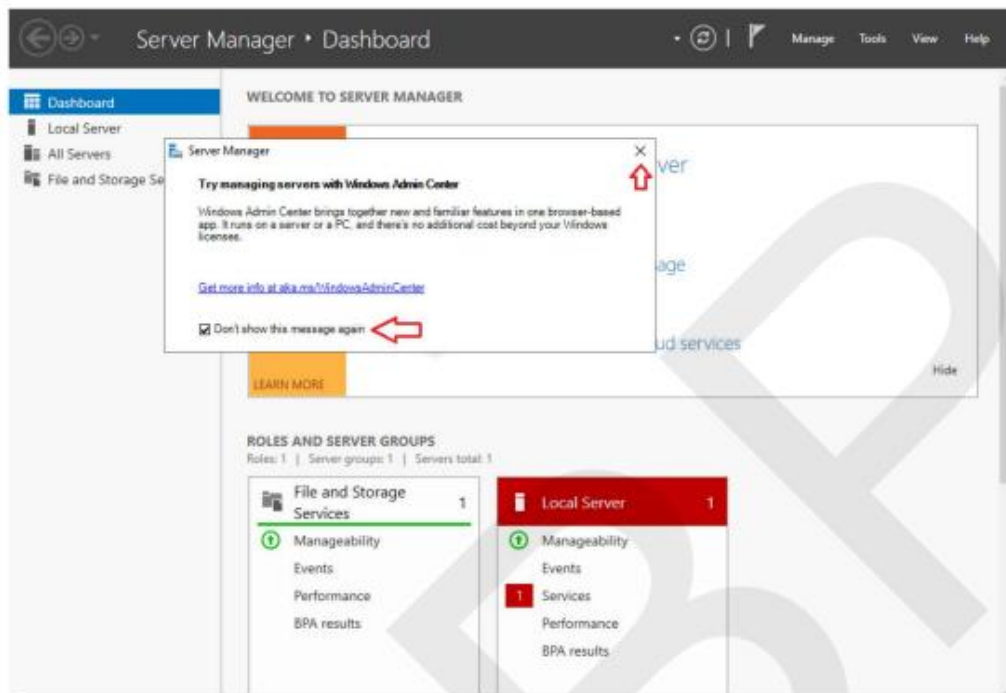 Server Manager • Dashboard
Manage Tools View Help
Dashboard
Local Server
All Servers
File and Storage Se
WELCOME TO SERVER MANAGER
ver
age
ud services
LEARN MORE
Hide
Server Manager
Try managing servers with Windows Admin Center
Windows Admin Center brings together new and familiar features in one browser-based
app. It runs on a server or a PC, and there's no additional cost beyond your Windows
licenses.
Get more info at aka.ms/WindowsAdminCenter
Don't show this message again
ROLES AND SERVER GROUPS
Roles: 1 | Server groups: 1 | Servers total: 1
File and Storage
Services
1
Manageability
Events
Performance
BPA results
Local Server 1
Manageability
Events
1 Services
Performance
BPA results